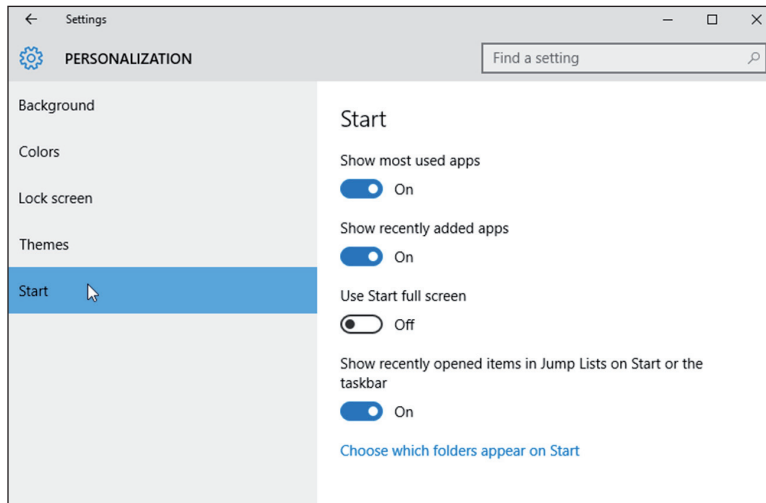 Settings
PERSONALIZATION
Find a setting
Background
Colors
Lock screen
Themes
Start
Start
Show most used apps
On
Show recently added apps
On
Use Start full screen
Off
Show recently opened items in Jump Lists on Start or the
taskbar
On
Choose which folders appear on Start